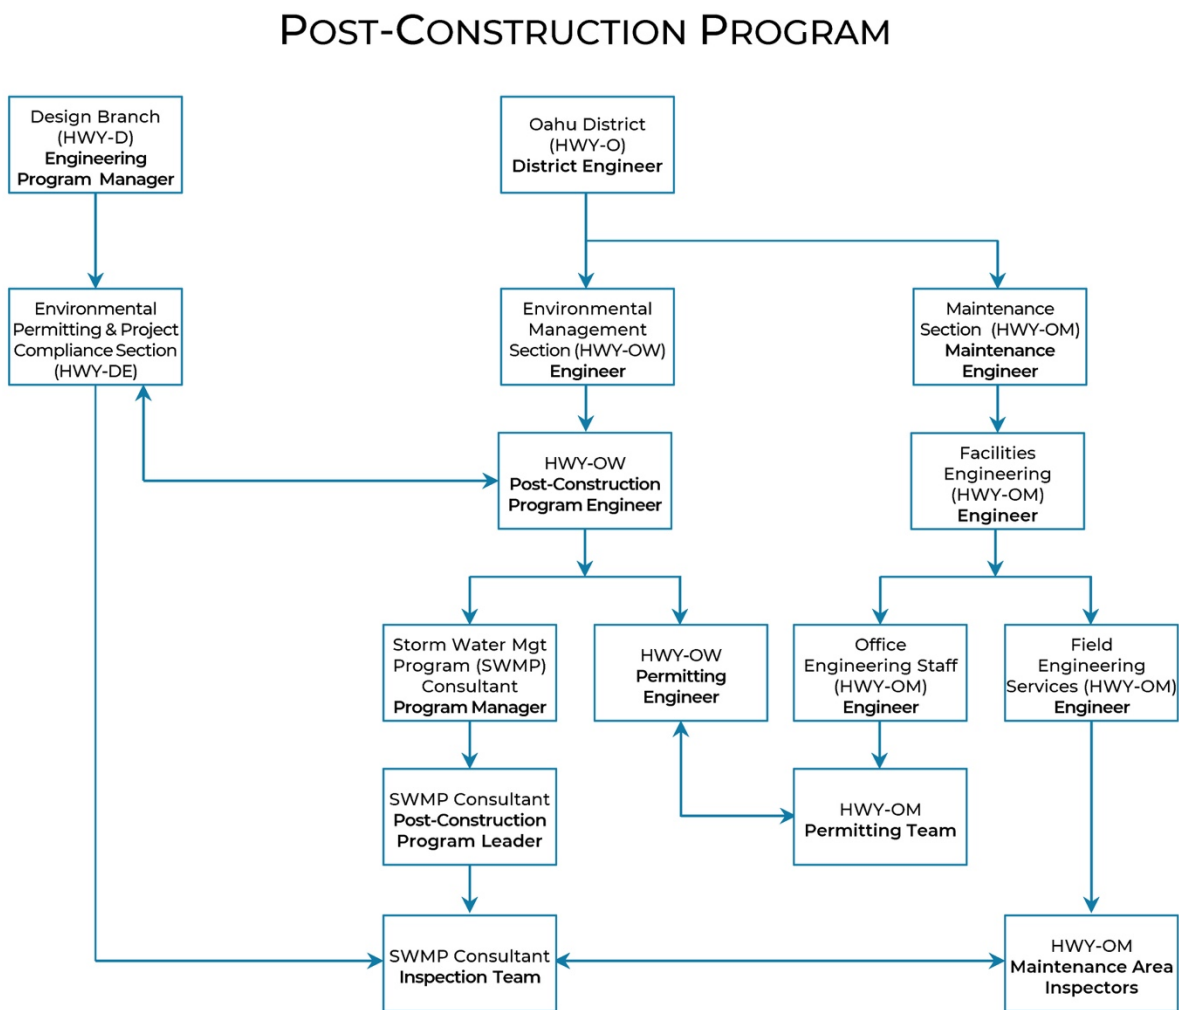 POST-CONSTRUCTION PROGRAM
Design Branch
(HWY-D)
Engineering
Program Manager
Oahu District
(HWY-O)
District Engineer
Environmental
Permitting & Project
Compliance Section
(HWY-DE)
Environmental
Management
Section (HWY-OW)
Engineer
Maintenance
Section (HWY-OM)
Maintenance
Engineer
HWY-OW
Post-Construction
Program Engineer
Facilities
Engineering
(HWY-OM)
Engineer
Storm Water Mgt
Program (SWMP)
Consultant
Program Manager
HWY-OW
Permitting
Engineer
Office
Engineering Staff
(HWY-OM)
Engineer
Field
Engineering
Services (HWY-OM)
Engineer
SWMP Consultant
Post-Construction
Program Leader
HWY-OM
Permitting Team
SWMP Consultant
Inspection Team
HWY-OM
Maintenance Area
Inspectors